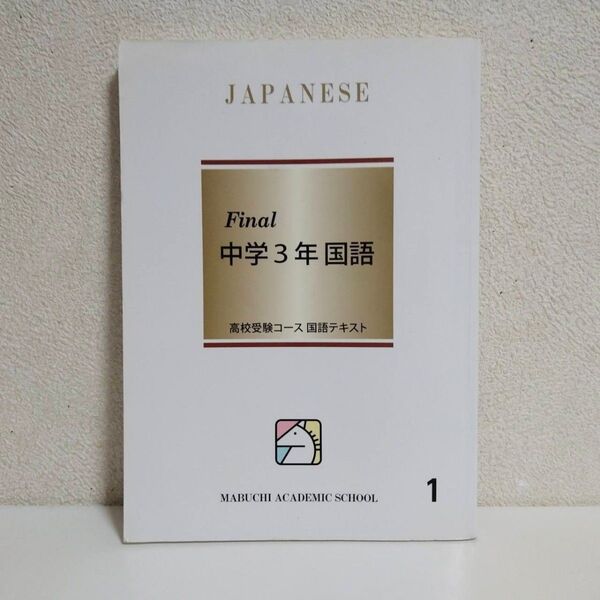 JAPANESE
Final
中学3年 国語
高校受験コース 国語テキスト
MABUCHI ACADEMIC SCHOOL
1